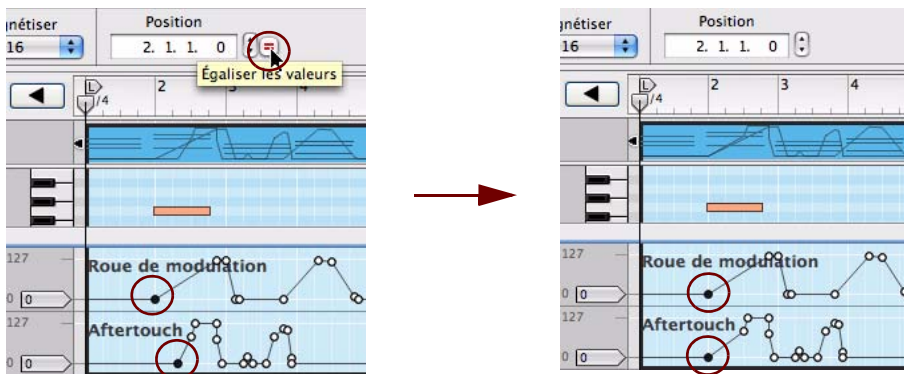 gnétiser Position
16 2. 1. 1. 0
Égaliser les valeurs
L
/4 2 3 4
127 Roue de modulation
0 0
127 Aftertouch
0 0
gnétiser Position
16 2. 1. 1. 0
L
/4 2 3 4
127 Roue de modulation
0 0
127 Aftertouch
0 0